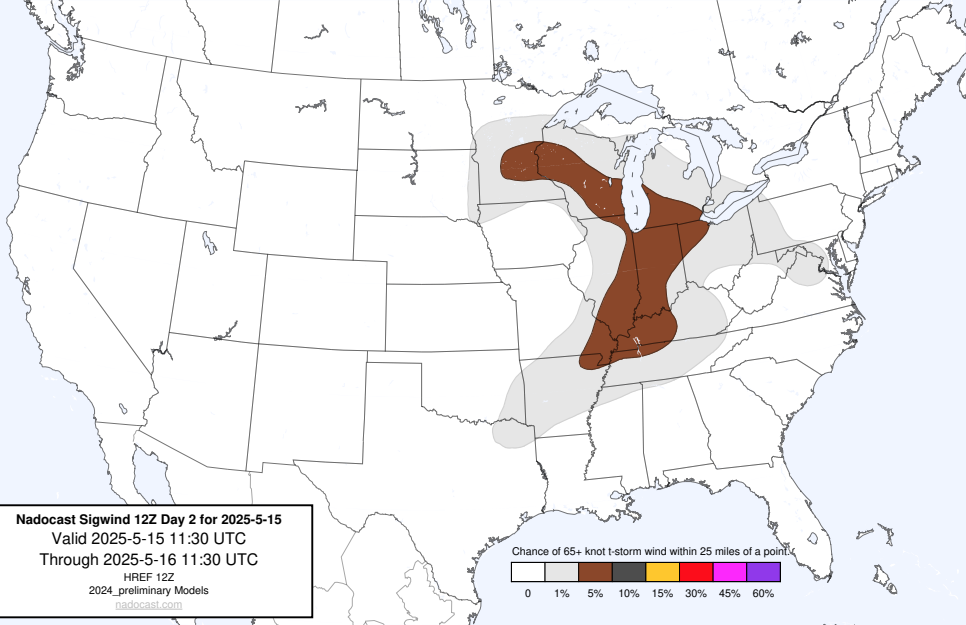 Nadocast Sigwind 12Z Day 2 for 2025-5-15
Valid 2025-5-15 11:30 UTC
Through 2025-5-16 11:30 UTC
HREF 12Z
2024_preliminary Models
nadocast.com
Chance of 65+ knot t-storm wind within 25 miles of a point.
0 1% 5% 10% 15% 30% 45% 60%